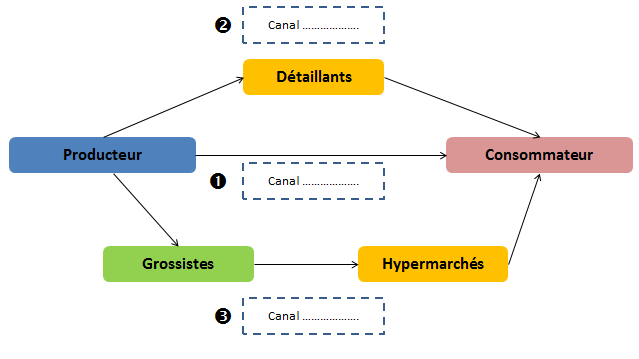 ❷ Canal ...................
Détaillants
Producteur
Consommateur
❶ Canal ...................
Grossistes
Hypermarchés
❸ Canal ...................